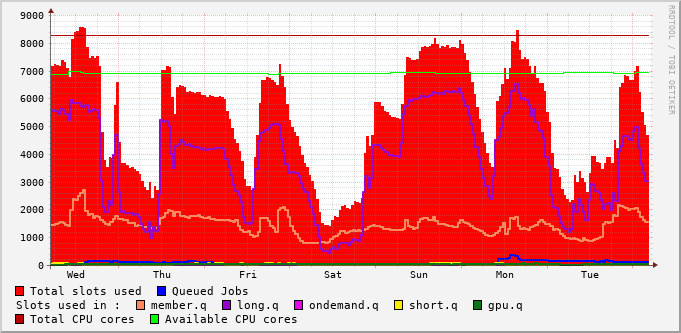 9000
8000
7000
6000
5000
4000
3000
2000
1000
0
Wed Thu Fri Sat Sun Mon Tue
RRDTOOL / TOBI OETIKER
Total slots used Queued Jobs
Slots used in : member.q long.q ondemand.q short.q gpu.q
Total CPU cores Available CPU cores